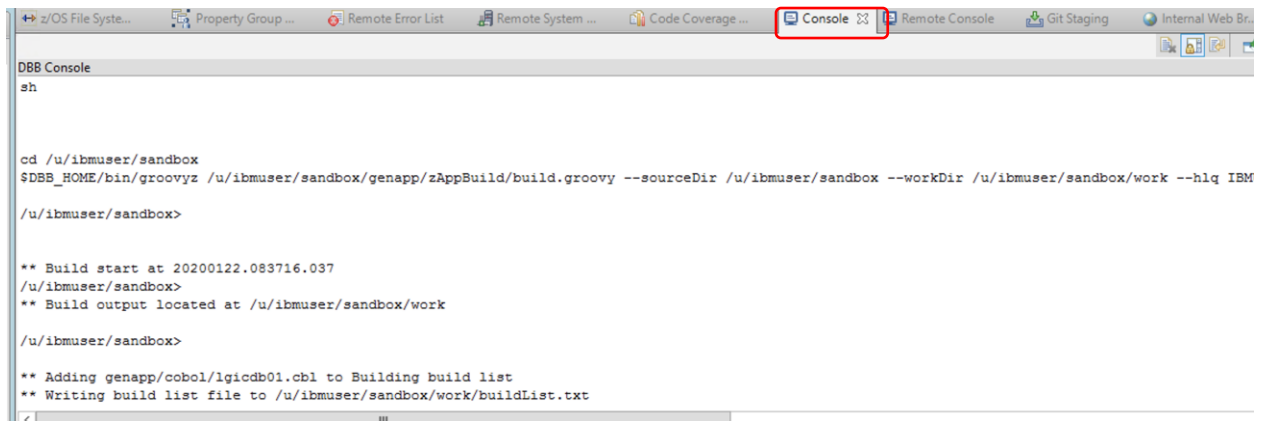 z/OS File Syste... Property Group ... Remote Error List Remote System ... Code Coverage ... Console Remote Console Git Staging Internal Web Br...
DBB Console
sh
cd /u/ibmuser/sandbox
$DBB_HOME/bin/groovyz /u/ibmuser/sandbox/genapp/zAppBuild/build.groovy --sourceDir /u/ibmuser/sandbox --workDir /u/ibmuser/sandbox/work --hlq IBM
/u/ibmuser/sandbox>
** Build start at 20200122.083716.037
/u/ibmuser/sandbox>
** Build output located at /u/ibmuser/sandbox/work
/u/ibmuser/sandbox>
** Adding genapp/cobol/lgicdb01.cbl to Building build list
** Writing build list file to /u/ibmuser/sandbox/work/buildList.txt